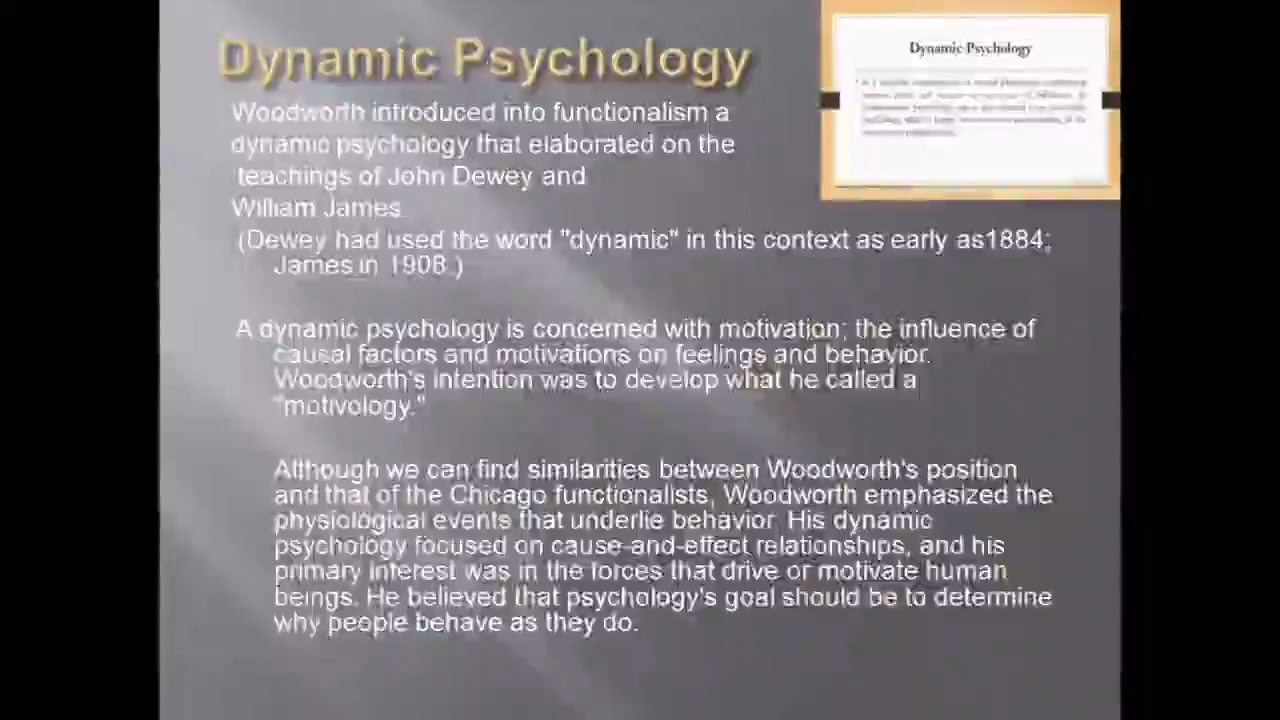 Dynamic Psychology
Woodworth introduced into functionalism a
dynamic psychology that elaborated on the
teachings of John Dewey and
William James.
(Dewey had used the word "dynamic" in this context as early as1884;
James in 1908.)
A dynamic psychology is concerned with motivation; the influence of
causal factors and motivations on feelings and behavior.
Woodworth's intention was to develop what he called a
"motivology."
Although we can find similarities between Woodworth's position
and that of the Chicago functionalists, Woodworth emphasized the
physiological events that underlie behavior. His dynamic
psychology focused on cause-and-effect relationships, and his
primary interest was in the forces that drive or motivate human
beings. He believed that psychology's goal should be to determine
why people behave as they do.
Dynamic Psychology